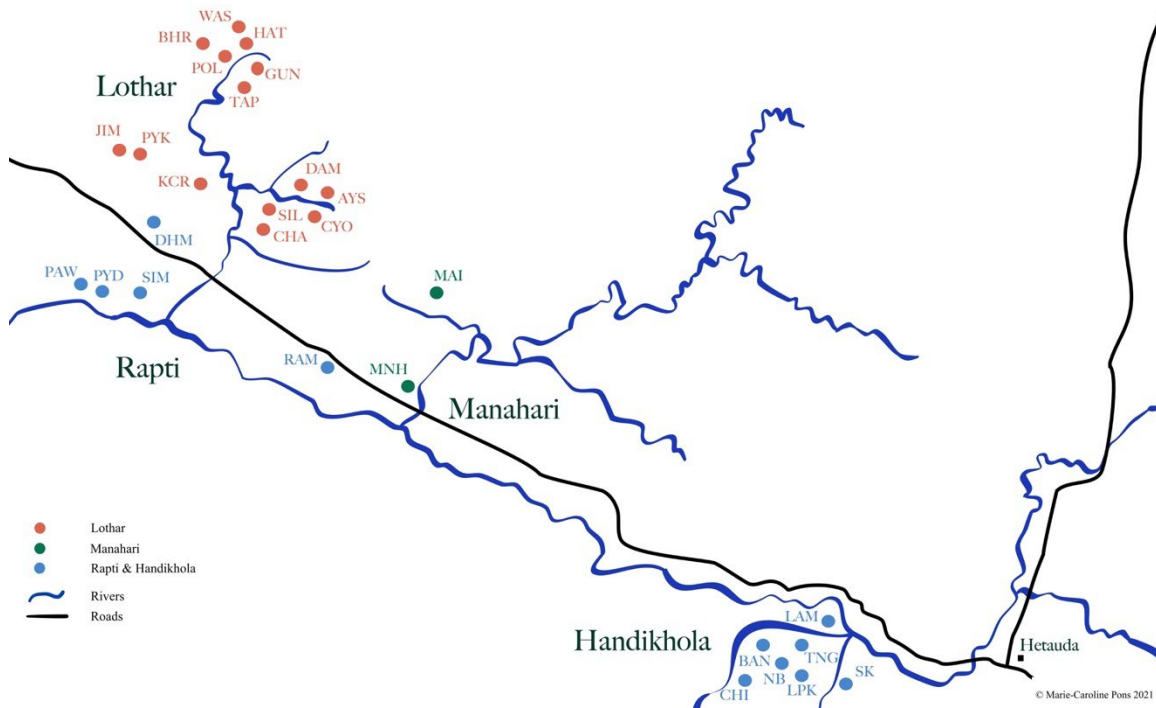 WAS
BHR
HAT
POL
GUN
Lothar
TAP
JIM
PYK
KCR
DAM
AYS
SIL
CYO
CHA
DHM
PAW
PYD
SIM
MAI
Rapti
RAM
MNH
Manahari
Lothar
Manahari
Rapti & Handikhola
Rivers
Roads
LAM
Handikhola
BAN
TNG
NB
SK
CHI
LPK
Hetauda
© Marie-Caroline Pons 2021